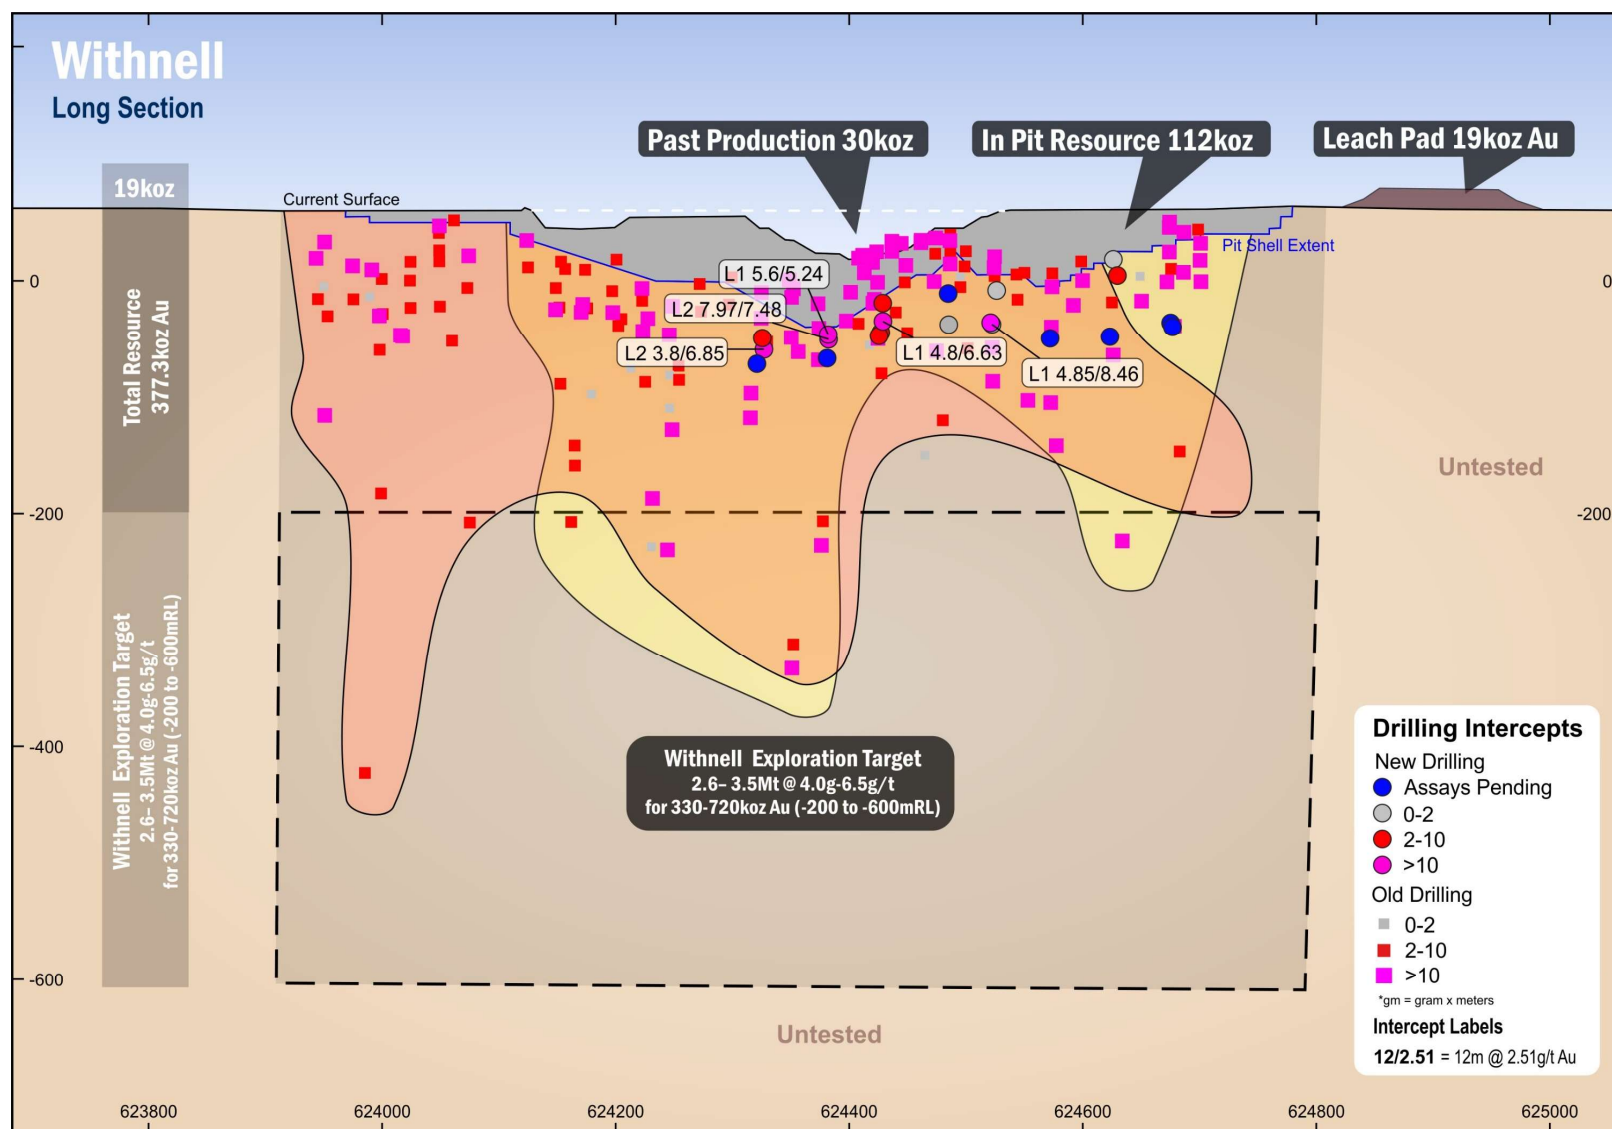 Withnell
Long Section
Past Production 30koz
In Pit Resource 112koz
Leach Pad 19koz Au
19koz
Current Surface
Pit Shell Extent
0
0
Total Resource
377.3koz Au
L1 5.6/5.24
L2 7.97/7.48
L2 3.8/6.85
L1 4.8/6.63
L1 4.85/8.46
Untested
-200
-200
Withnell Exploration Target
2.6– 3.5Mt @ 4.0g-6.5g/t
for 330-720koz Au (-200 to -600mRL)
-400
Withnell Exploration Target
2.6– 3.5Mt @ 4.0g-6.5g/t
for 330-720koz Au (-200 to -600mRL)
-600
Untested
Drilling Intercepts
New Drilling
Assays Pending
0-2
2-10
>10
Old Drilling
0-2
2-10
>10
*gm = gram x meters
Intercept Labels
12/2.51 = 12m @ 2.51g/t Au
623800
624000
624200
624400
624600
624800
625000